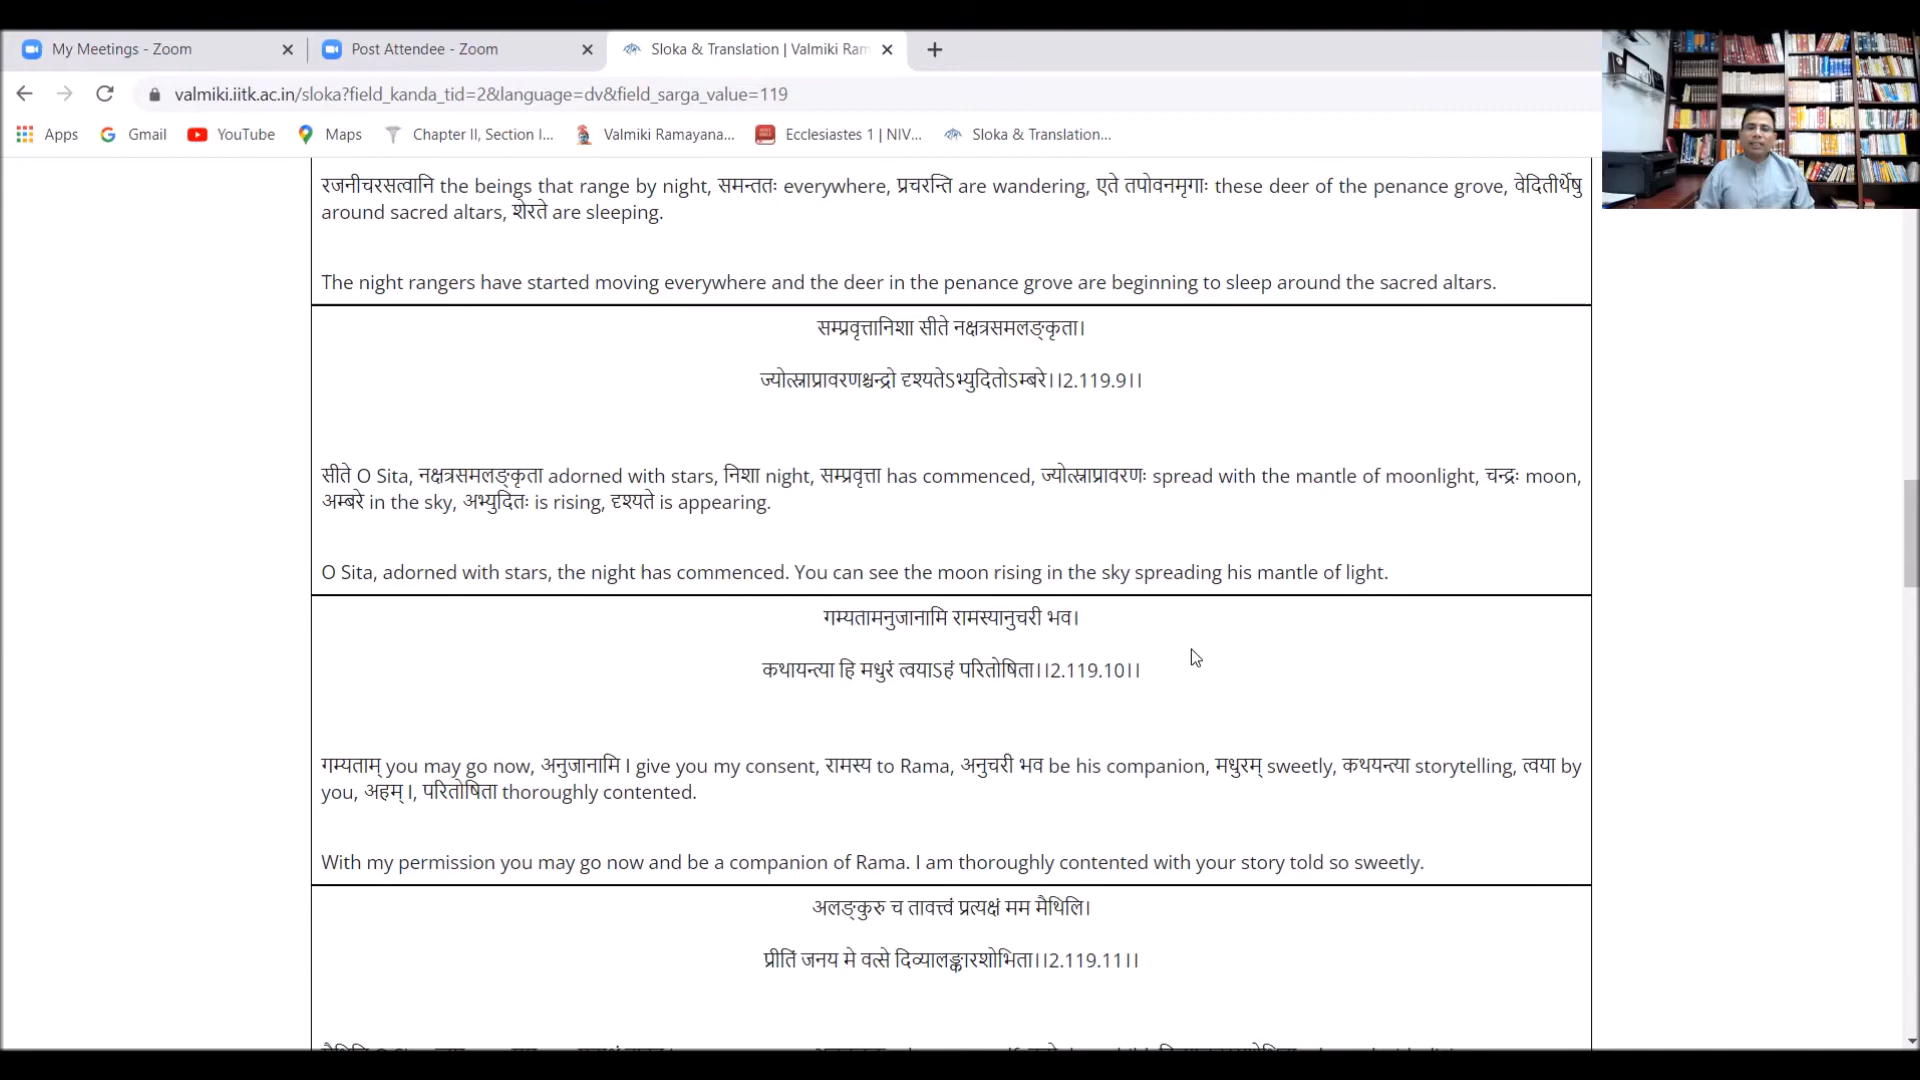 My Meetings - Zoom
Post Attendee - Zoom
Sloka & Translation | Valmiki Ram
valmiki.iitk.ac.in/sloka?field_kanda_tid=2&language=dv&field_sarga_value=119
Apps
Gmail
YouTube
Maps
Chapter II, Section I...
Valmiki Ramayana...
Ecclesiastes 1 | NIV...
Sloka & Translation...
रजनीचरसत्वानि the beings that range by night, समन्ततः everywhere, प्रचरन्ति are wandering, एते तपोवनमृगाः these deer of the penance grove, वेदितीर्थेषु
around sacred altars, शेरते are sleeping.
The night rangers have started moving everywhere and the deer in the penance grove are beginning to sleep around the sacred altars.
सम्प्रवृत्तानिशा सीते नक्षत्रसमलङ्कृता।
ज्योत्स्नाप्रावरणश्चन्द्रो दृश्यतेऽभ्युदितोऽम्बरे।।2.119.9।।
सीते O Sita, नक्षत्रसमलङ्कृता adorned with stars, निशा night, सम्प्रवृत्ता has commenced, ज्योत्स्नाप्रावरणः spread with the mantle of moonlight, चन्द्रः moon,
अम्बरे in the sky, अभ्युदितः is rising, दृश्यते is appearing.
O Sita, adorned with stars, the night has commenced. You can see the moon rising in the sky spreading his mantle of light.
गम्यतामनुजानामि रामस्यानुचरी भव।
कथायन्त्या हि मधुरं त्वयाऽहं परितोषिता।।2.119.10।।
गम्यताम् you may go now, अनुजानामि I give you my consent, रामस्य to Rama, अनुचरी भव be his companion, मधुरम् sweetly, कथयन्त्या storytelling, त्वया by
you, अहम् I, परितोषिता thoroughly contented.
With my permission you may go now and be a companion of Rama. I am thoroughly contented with your story told so sweetly.
अलङ्कुरु च तावत्त्वं प्रत्यक्षं मम मैथिलि।
प्रीतिं जनय मे वत्से दिव्यालङ्कारशोभिता।।2.119.11।।